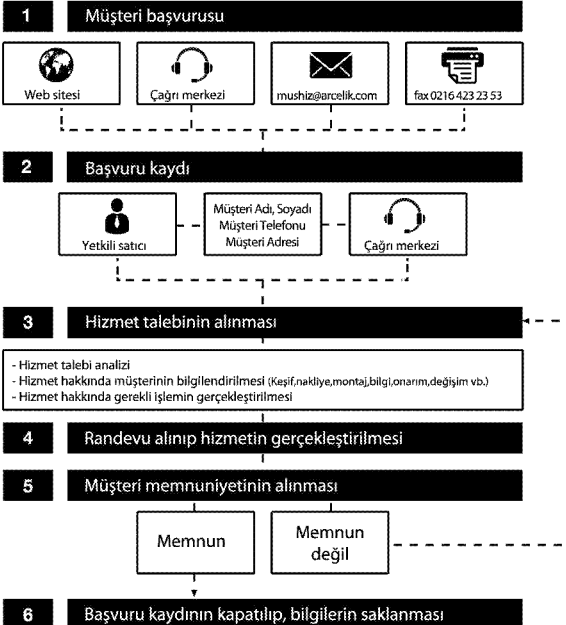 1 Müşteri başvurusu
Web sitesi
Çağrı merkezi
mushiz@arcelik.com
fax 0216 423 23 53
2 Başvuru kaydı
Yetkili satıcı
Müşteri Adı, Soyadı
Müşteri Telefonu
Müşteri Adresi
Çağrı merkezi
3 Hizmet talebinin alınması
- Hizmet talebi analizi
- Hizmet hakkında müşterinin bilgilendirilmesi (Keşif,nakliye,montaj,bilgi,onarım,değişim vb.)
- Hizmet hakkında gerekli işlemin gerçekleştirilmesi
4 Randevu alınıp hizmetin gerçekleştirilmesi
5 Müşteri memnuniyetinin alınması
Memnun
Memnun
değil
6 Başvuru kaydının kapatılıp, bilgilerin saklanması